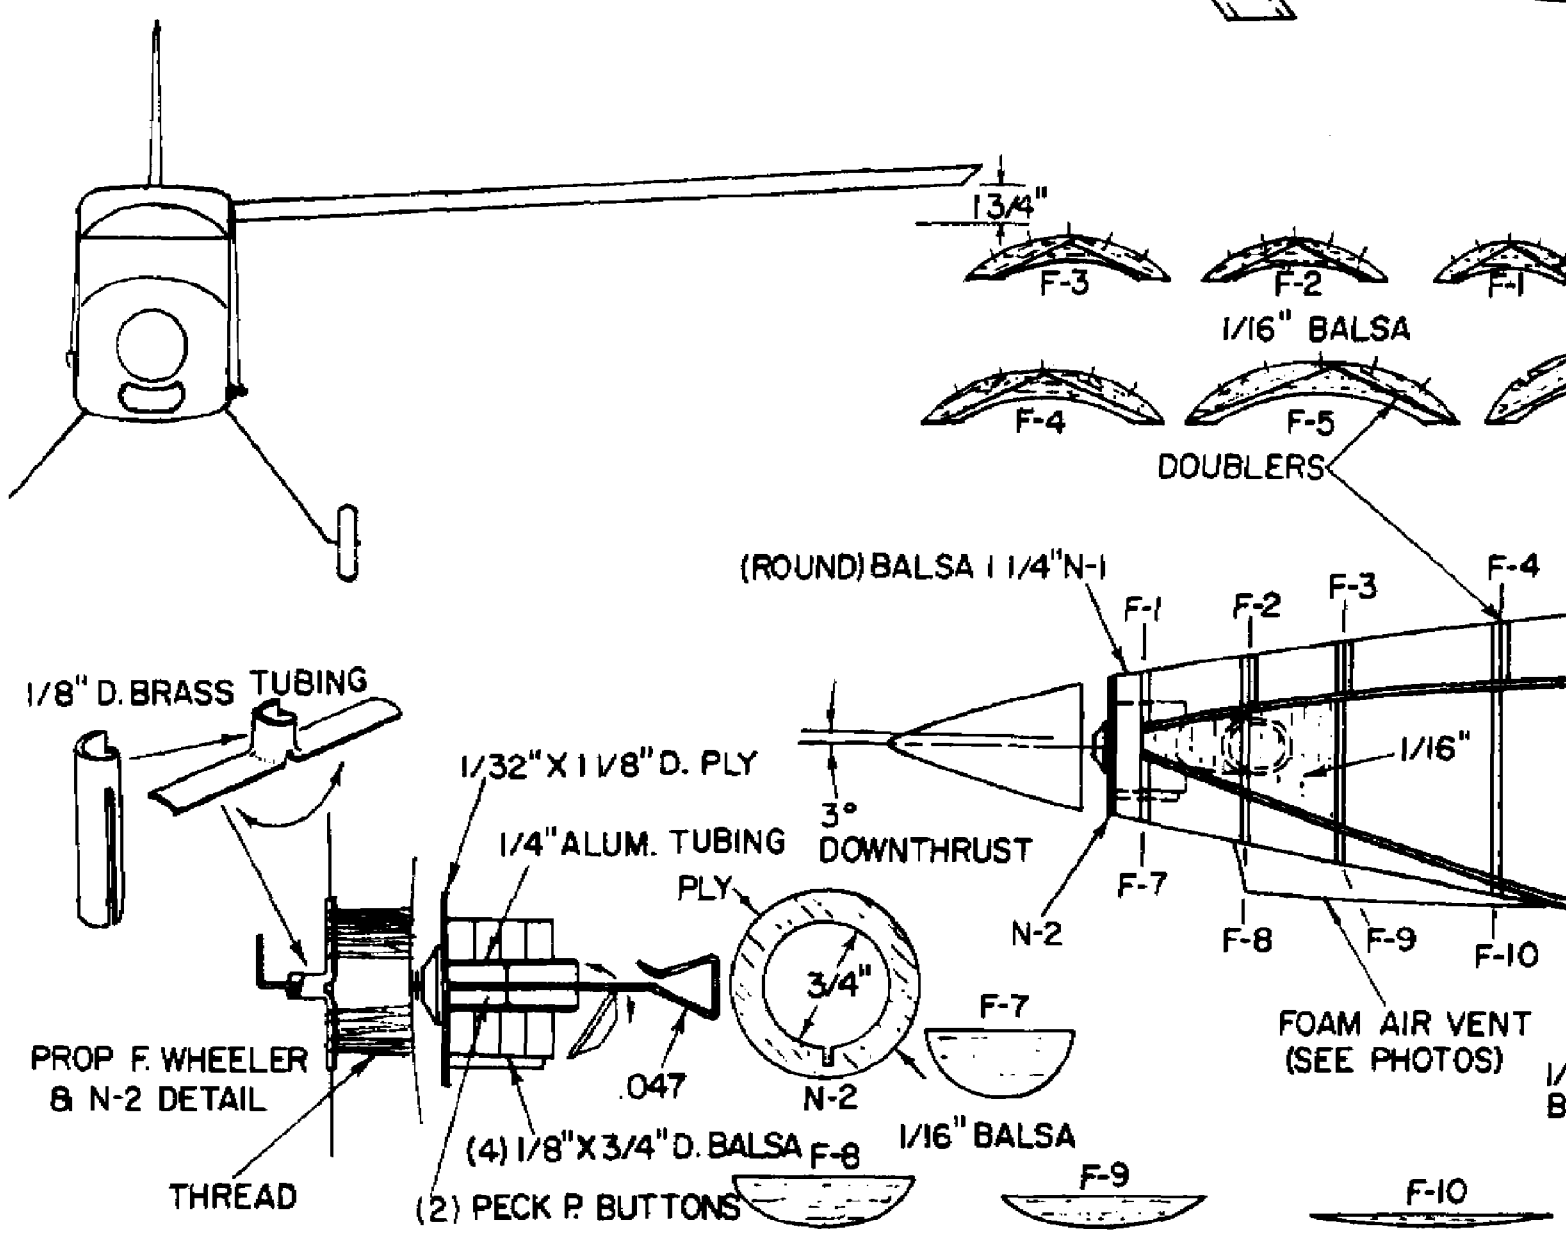 1 3/4"
F-3
F-2
F-1
1/16" BALSA
F-4
F-5
DOUBLERS
(ROUND) BALSA 1 1/4" N-1
F-1
F-2
F-3
F-4
1/8" D. BRASS TUBING
1/32" X 1 1/8" D. PLY
1/16"
3°
DOWNTHRUST
1/4" ALUM. TUBING
PLY
F-7
N-2
F-8
F-9
F-10
3/4"
F-7
FOAM AIR VENT
(SEE PHOTOS)
PROP F. WHEELER
& N-2 DETAIL
.047
N-2
1/16" BALSA
(4) 1/8" X 3/4" D. BALSA
F-8
F-9
F-10
THREAD
(2) PECK P. BUTTONS